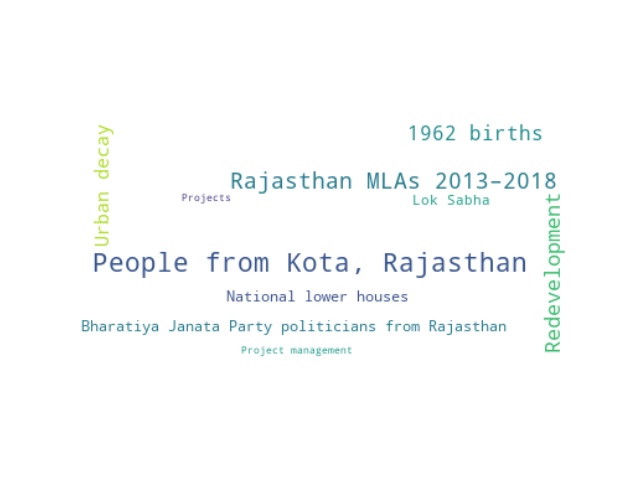 Urban decay
1962 births
Rajasthan MLAs 2013–2018
Projects
Lok Sabha
Redevelopment
People from Kota, Rajasthan
National lower houses
Bharatiya Janata Party politicians from Rajasthan
Project management